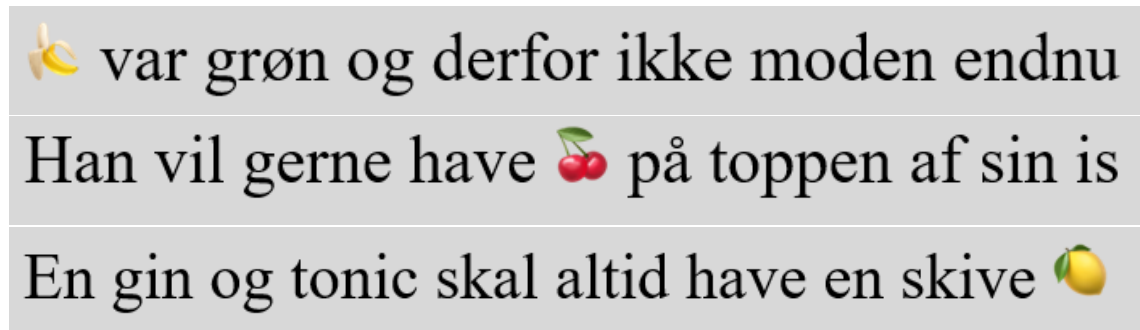 🍌 var grøn og derfor ikke moden endnu
Han vil gerne have 🍒 på toppen af sin is
En gin og tonic skal altid have en skive 🍋